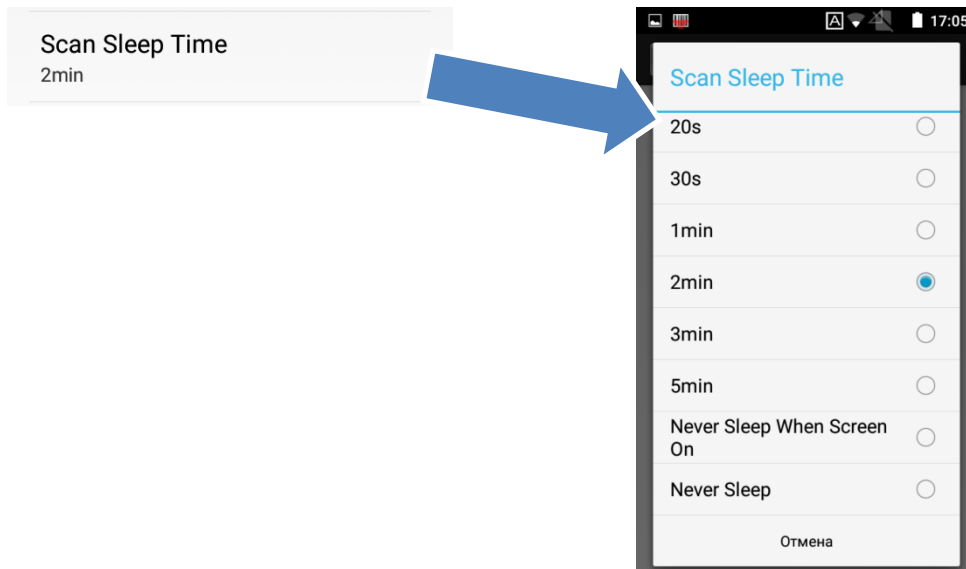 Scan Sleep Time
2min
A
17:05
Scan Sleep Time
20s
30s
1min
2min
3min
5min
Never Sleep When Screen
On
Never Sleep
Отмена